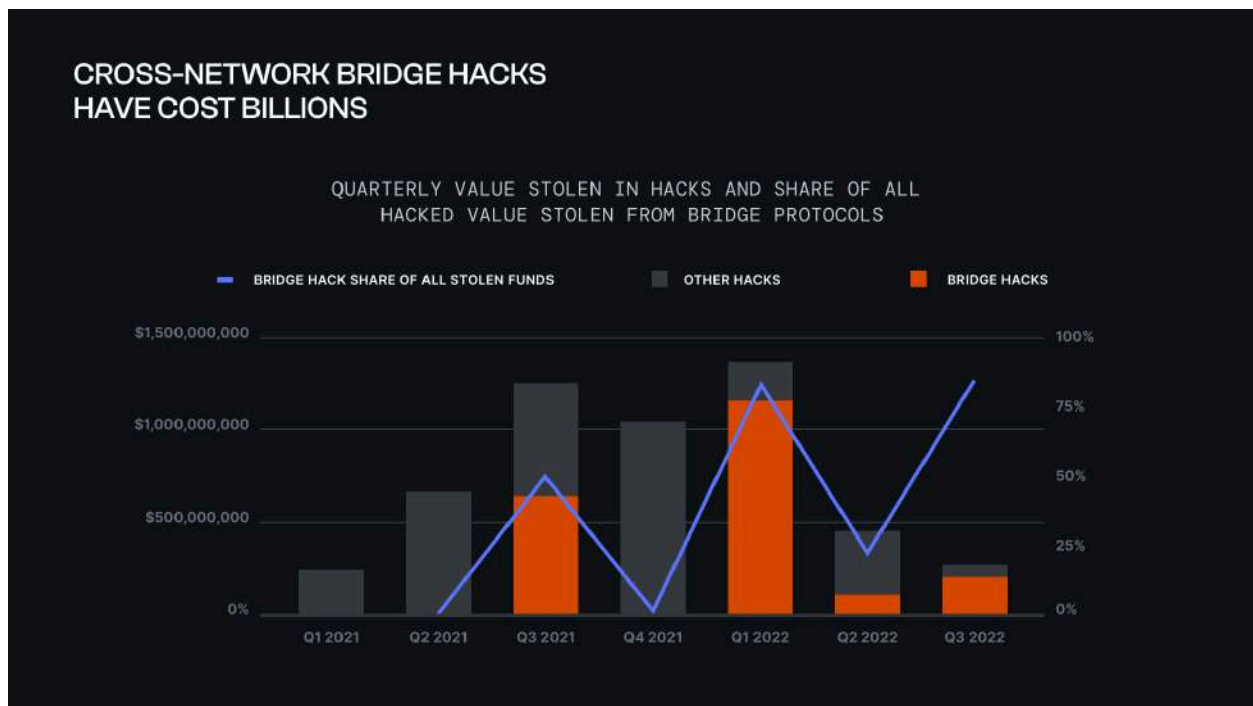 CROSS-NETWORK BRIDGE HACKS
HAVE COST BILLIONS
QUARTERLY VALUE STOLEN IN HACKS AND SHARE OF ALL
HACKED VALUE STOLEN FROM BRIDGE PROTOCOLS
BRIDGE HACK SHARE OF ALL STOLEN FUNDS
OTHER HACKS
BRIDGE HACKS
$1,500,000,000
100%
75%
$1,000,000,000
50%
$500,000,000
25%
0%
0%
Q1 2021
Q2 2021
Q3 2021
Q4 2021
Q1 2022
Q2 2022
Q3 2022